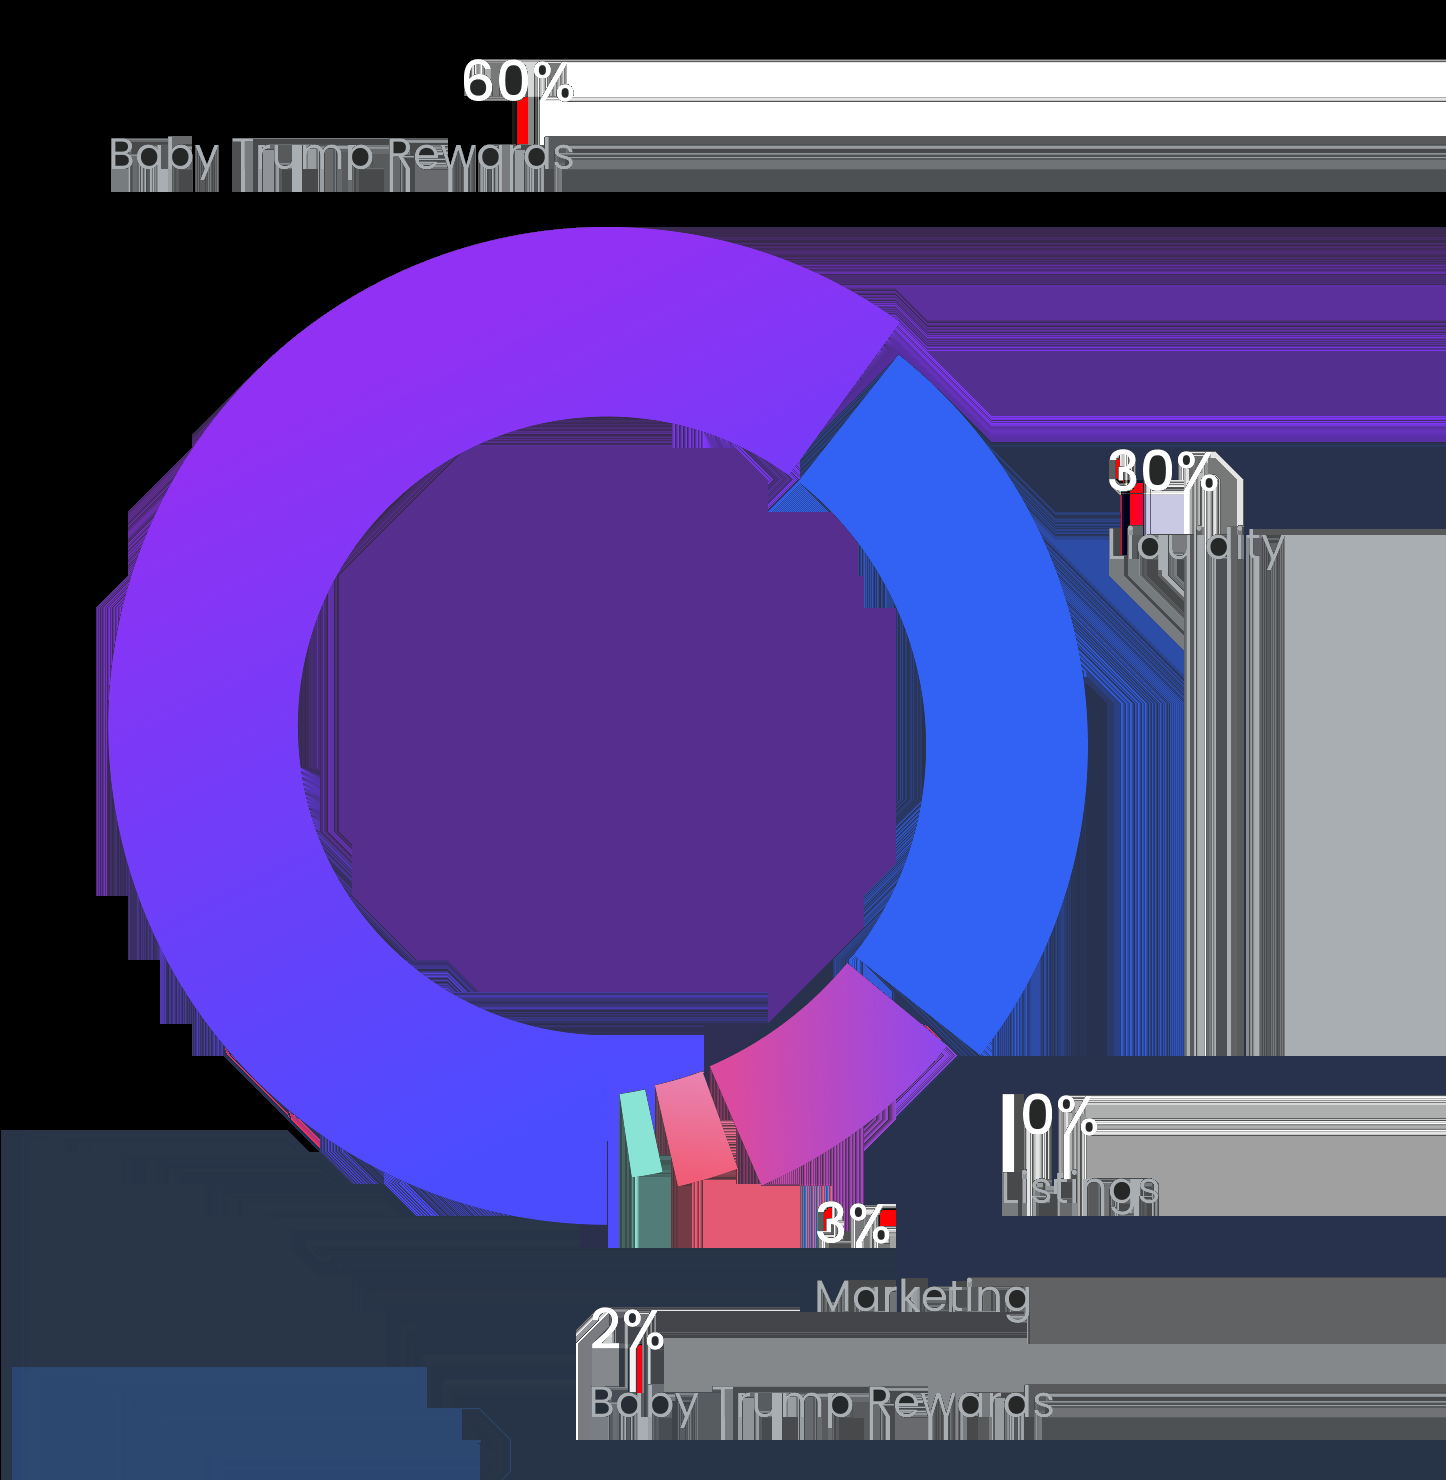 60%
Baby Trump Rewards
30%
Liquidity
10%
Listings
3%
Marketing
2%
Baby Trump Rewards